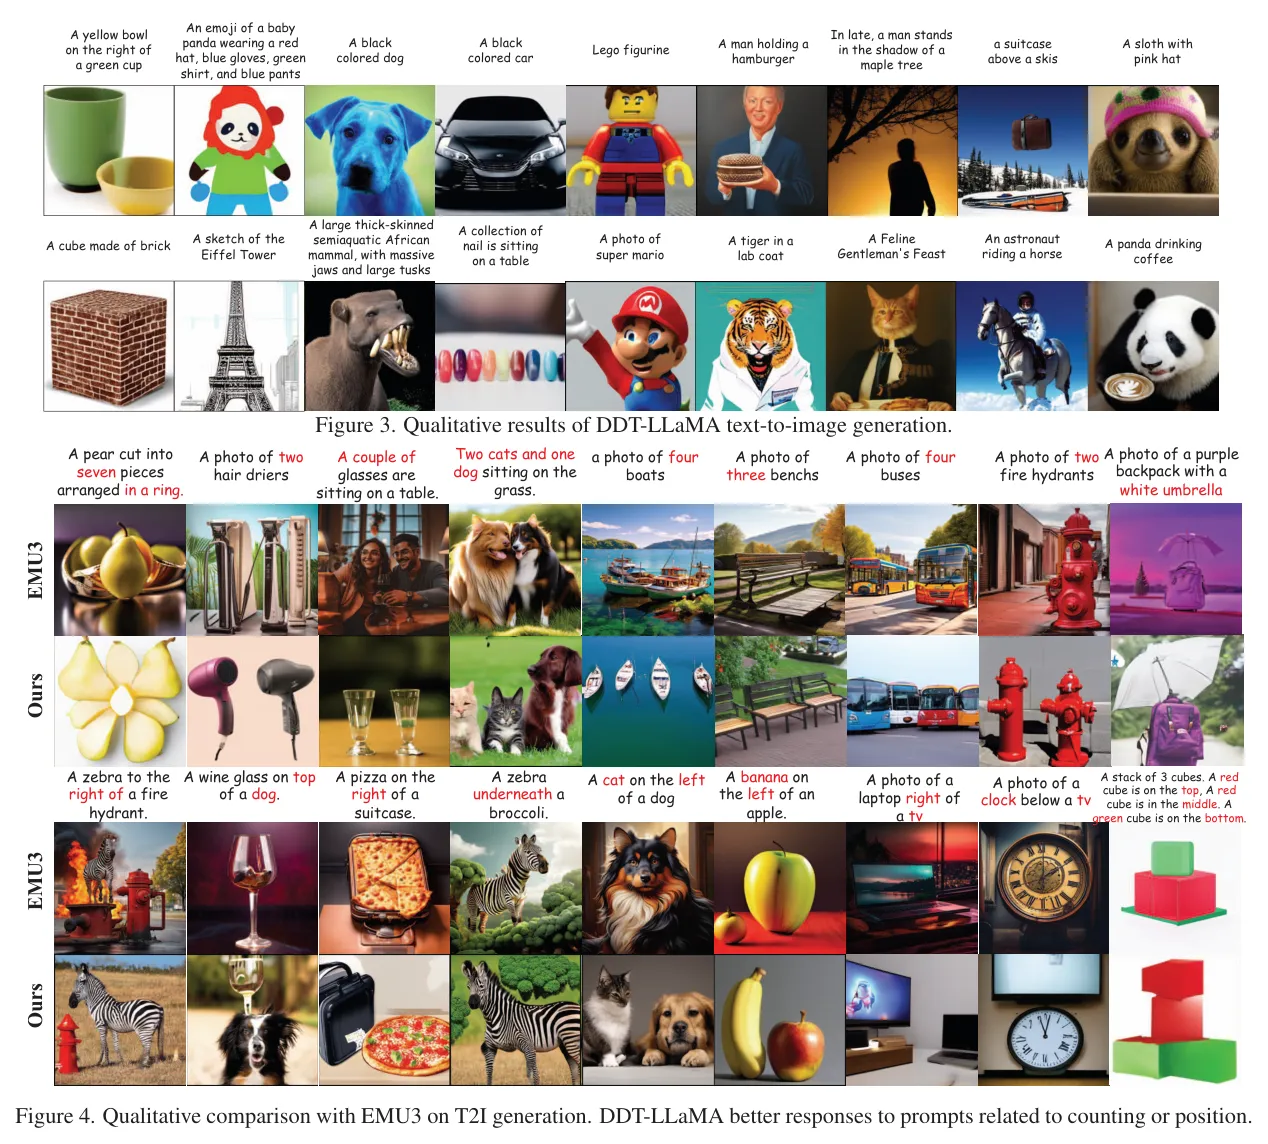 A yellow bowl
on the right of
a green cup
An emoji of a baby
panda wearing a red
hat, blue gloves, green
shirt, and blue pants
A black
colored dog
A black
colored car
Lego figurine
A man holding a
hamburger
In late, a man stands
in the shadow of a
maple tree
a suitcase
above a skis
A sloth with
pink hat
A cube made of brick
A sketch of the
Eiffel Tower
A large thick-skinned
semiaquatic African
mammal, with massive
jaws and large tusks
A collection of
nail is sitting
on a table
A photo of
super mario
A tiger in a
lab coat
A Feline
Gentleman's Feast
An astronaut
riding a horse
A panda drinking
coffee
M
Figure 3. Qualitative results of DDT-LLaMA text-to-image generation.
A pear cut into
seven pieces
arranged in a ring.
A photo of two
hair driers
A couple of
glasses are
sitting on a table.
Two cats and one
dog sitting on the
grass.
a photo of four
boats
A photo of
three benchs
A photo of four
buses
A photo of two
fire hydrants
A photo of a purple
backpack with a
white umbrella
EMU3
Ours
A zebra to the
right of a fire
hydrant.
A wine glass on top
of a dog.
A pizza on the
right of a
suitcase.
A zebra
underneath a
broccoli.
A cat on the left
of a dog
A banana on
the left of an
apple.
A photo of a
laptop right of
a tv
A photo of a
clock below a tv
A stack of 3 cubes. A red
cube is on the top, A red
cube is in the middle. A
green cube is on the bottom.
EMU3
Ours
Figure 4. Qualitative comparison with EMU3 on T2I generation. DDT-LLaMA better responses to prompts related to counting or position.